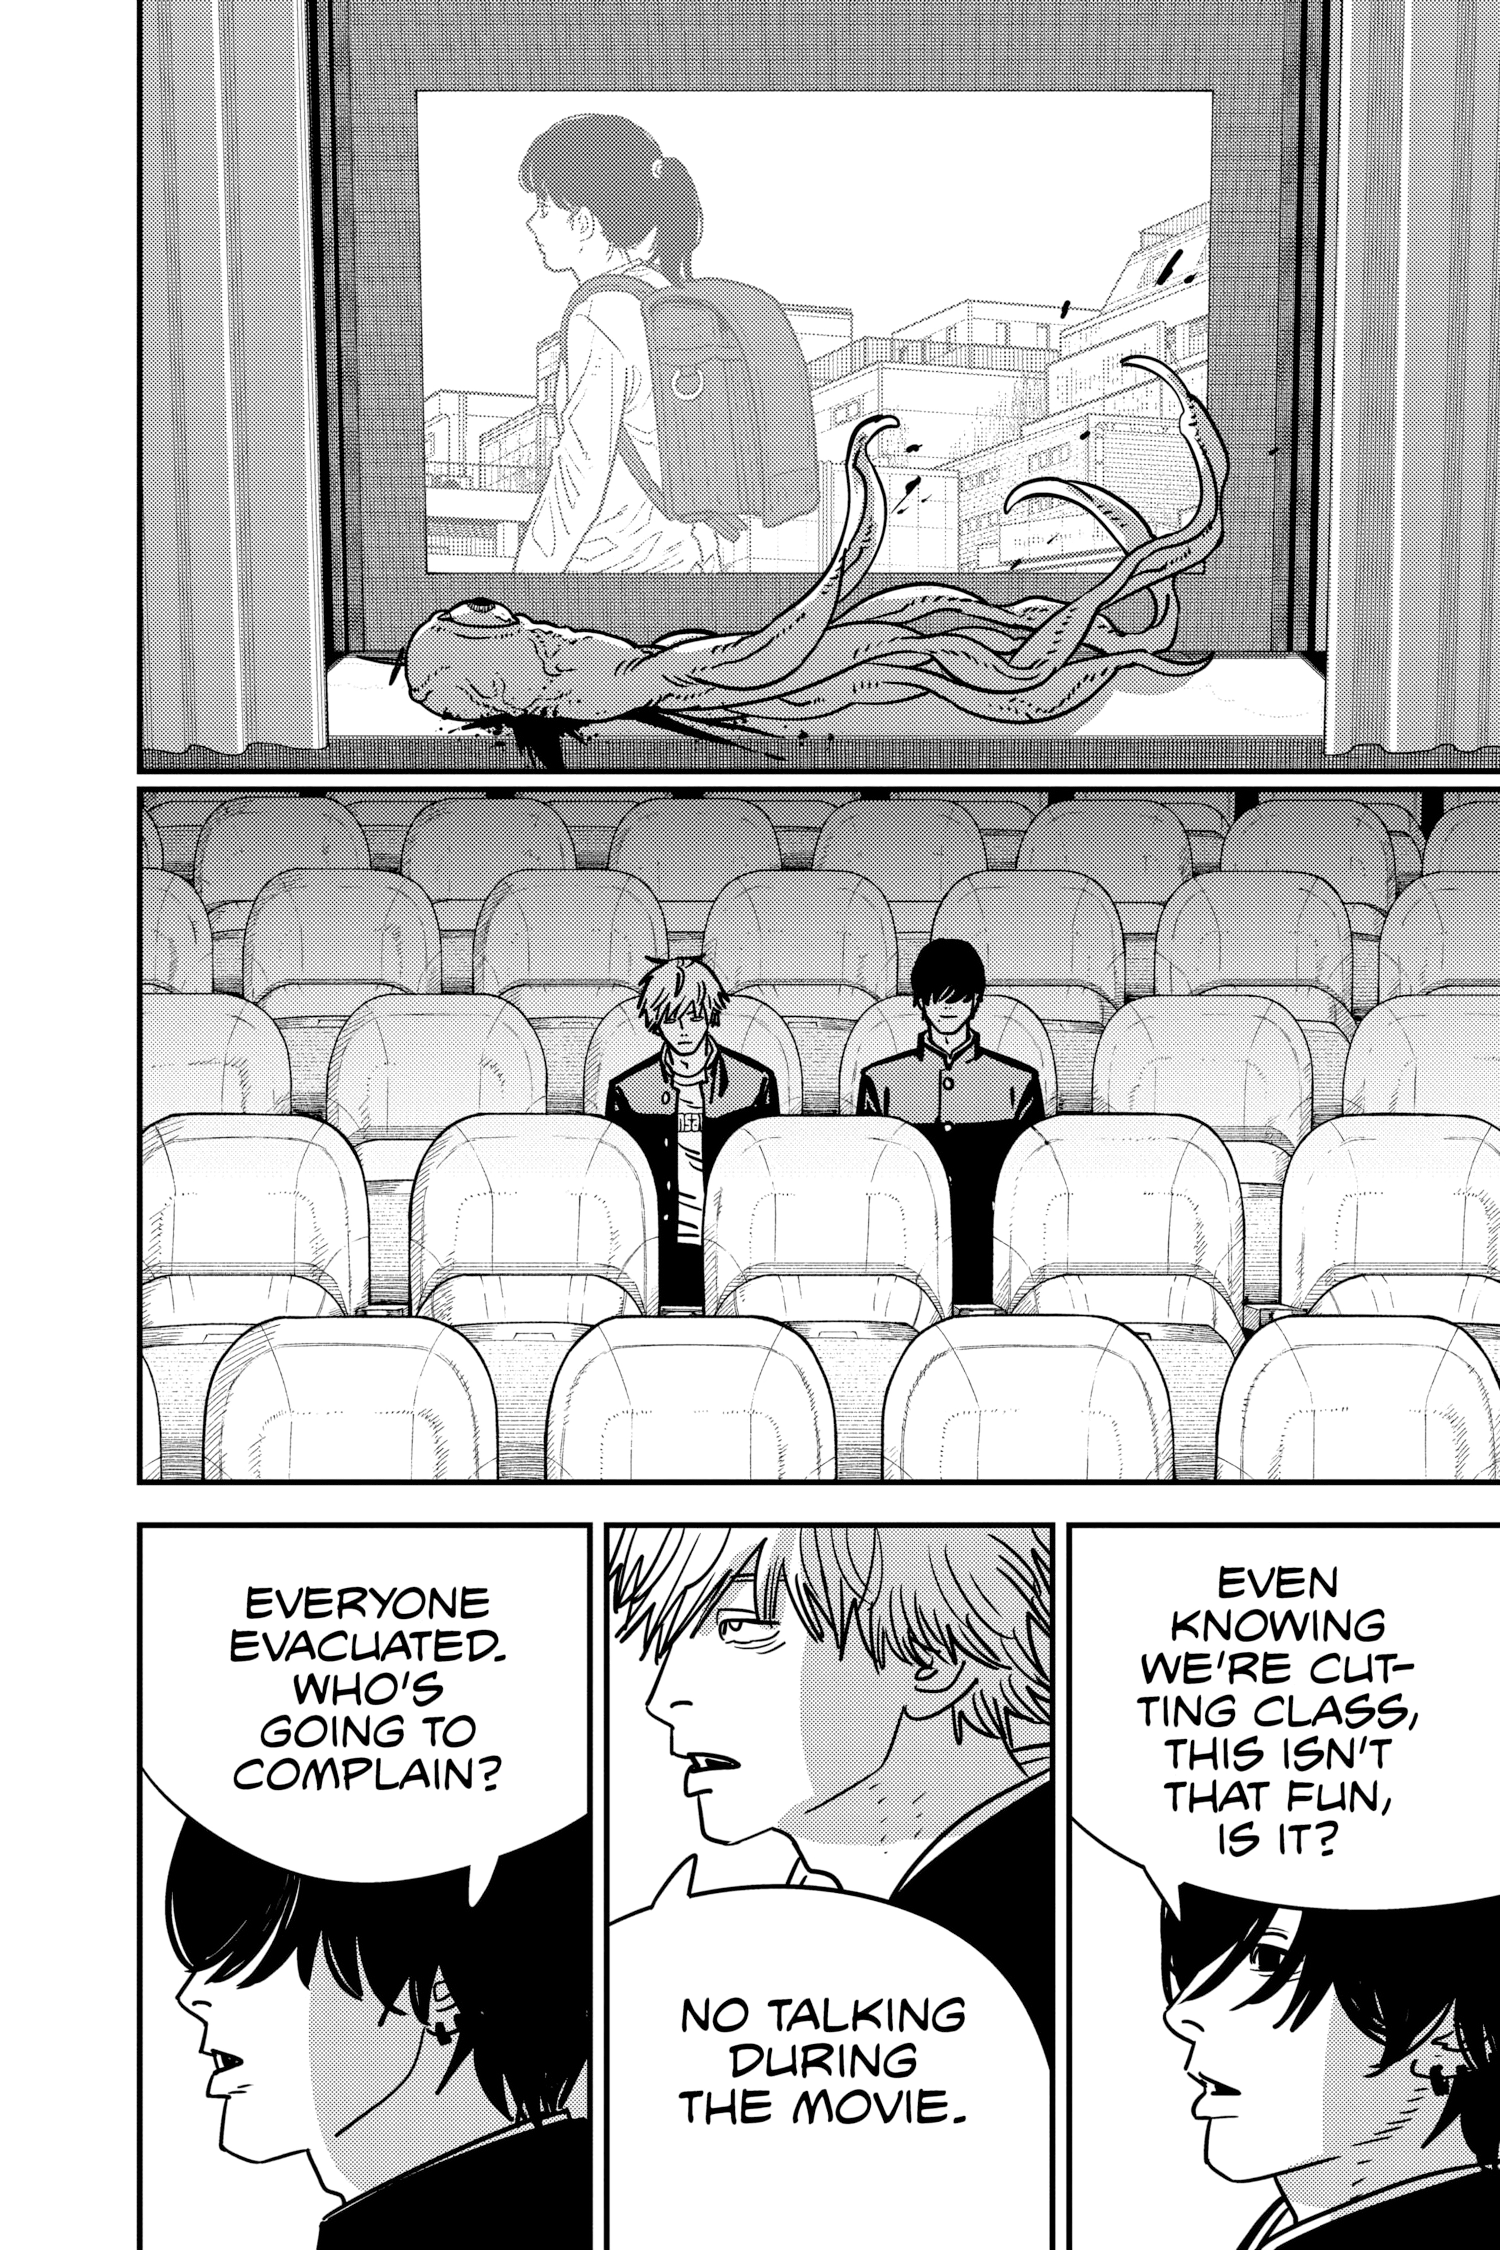 EVEN
KNOWING
WE'RE CUT-
TING CLASS,
THIS ISN'T
THAT FUN,
IS IT?
NO TALKING
DURING
THE MOVIE.
EVERYONE
EVACUATED.
WHO'S
GOING TO
COMPLAIN?